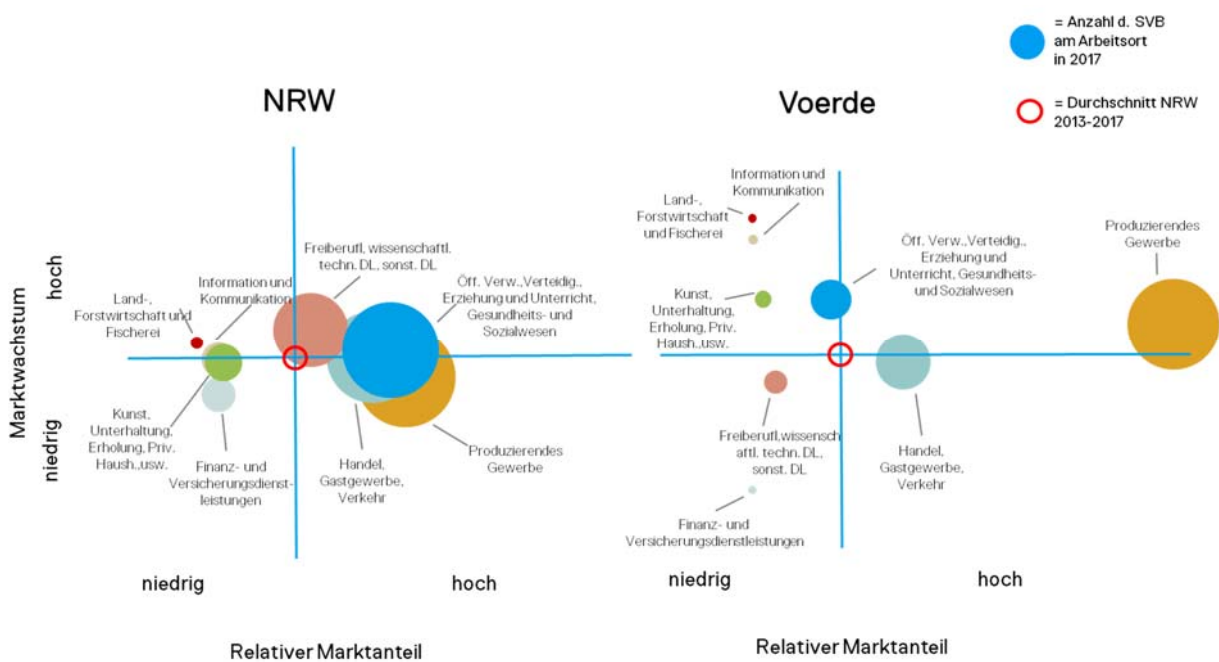 = Anzahl d. SVB
am Arbeitsort
in 2017
= Durchschnitt NRW
2013-2017
NRW
Marktwachstum
hoch
niedrig
Land-,
Forstwirtschaft und
Fischerei
Information und
Kommunikation
Freiberufl, wissenschaftl.
techn. DL, sonst. DL
Öff. Verw.,Verteidig.,
Erziehung und Unterricht,
Gesundheits- und
Sozialwesen
Kunst,
Unterhaltung,
Erholung, Priv.
Haush.,usw.
Finanz- und
Versicherungsdienst-
leistungen
Handel,
Gastgewerbe,
Verkehr
Produzierendes
Gewerbe
niedrig
hoch
Relativer Marktanteil
Voerde
Information und
Kommunikation
Land-,
Forstwirtschaft
und Fischerei
Öff. Verw.,Verteidig.,
Erziehung und
Unterricht, Gesundheits-
und Sozialwesen
Produzierendes
Gewerbe
Kunst,
Unterhaltung,
Erholung, Priv.
Haush.,usw.
Freiberufl,wissensch
aftl. techn. DL,
sonst. DL
Handel,
Gastgewerbe,
Verkehr
Finanz- und
Versicherungsdienstleistungen
niedrig
hoch
Relativer Marktanteil